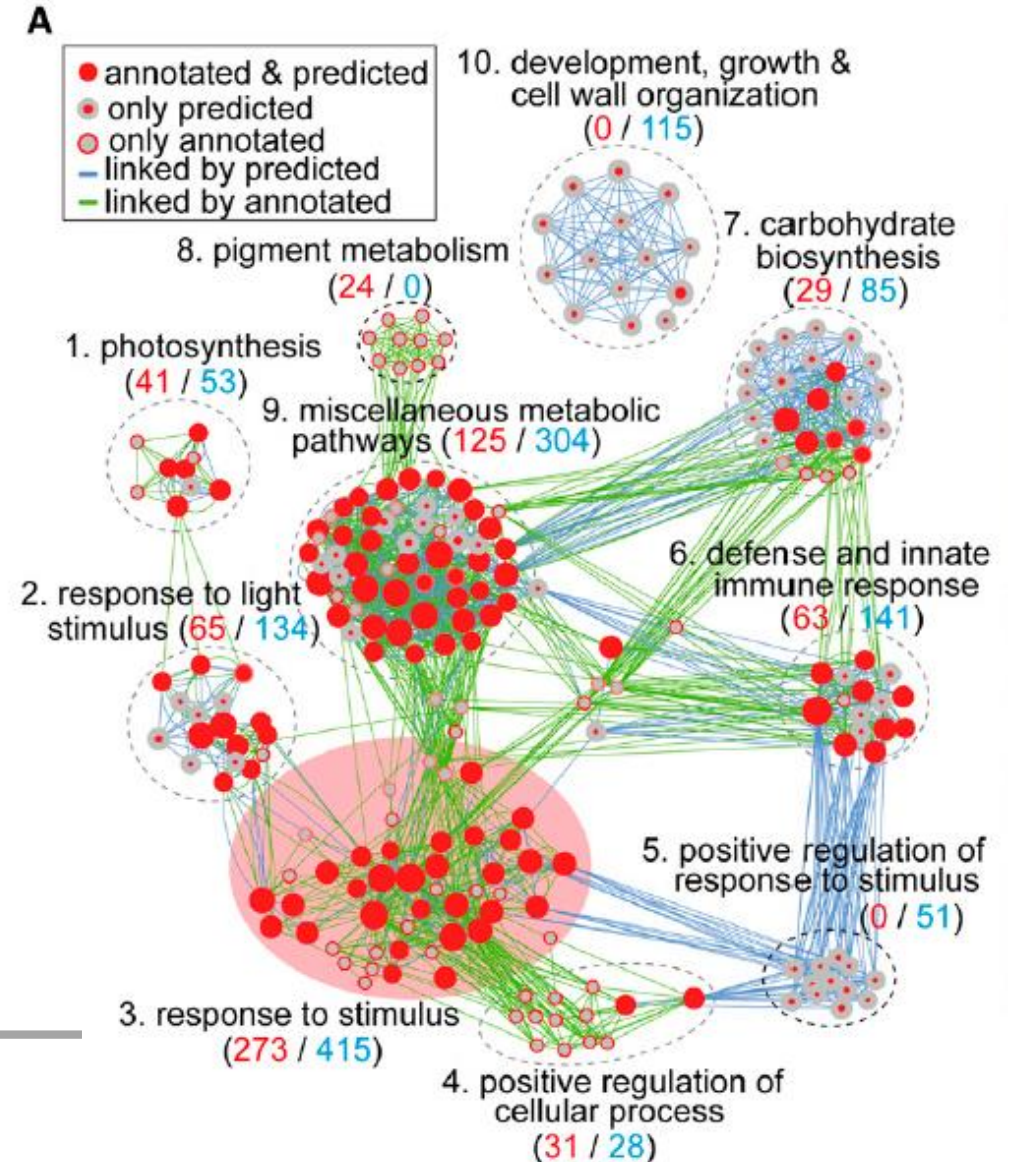 A
annotated & predicted
only predicted
only annotated
linked by predicted
linked by annotated
10. development, growth &
cell wall organization
(0 / 115)
7. carbohydrate
biosynthesis
(29 / 85)
8. pigment metabolism
(24 / 0)
1. photosynthesis
(41 / 53)
9. miscellaneous metabolic
pathways (125 / 304)
6. defense and innate
immune response
(63 / 141)
2. response to light
stimulus (65 / 134)
5. positive regulation of
response to stimulus
(0 / 51)
3. response to stimulus
(273 / 415)
4. positive regulation of
cellular process
(31 / 28)